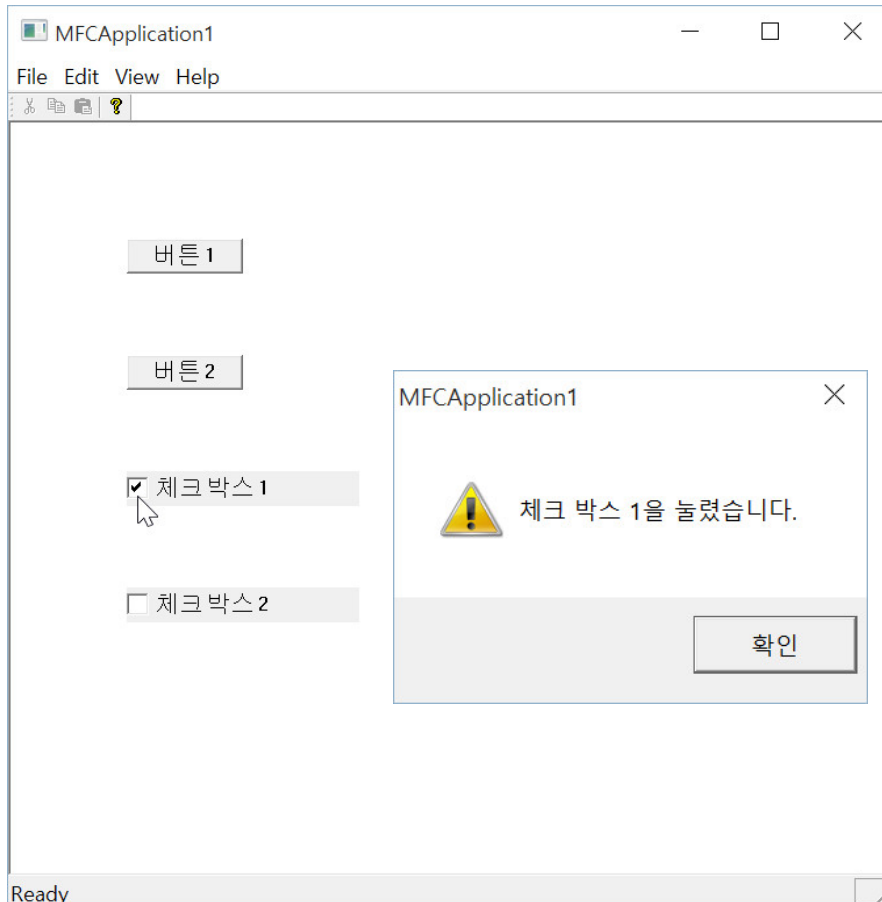 MFCApplication1
File Edit View Help
버튼1
버튼2
MFCApplication1
체크박스1
체크 박스 1을 눌렀습니다.
체크박스2
확인
Ready